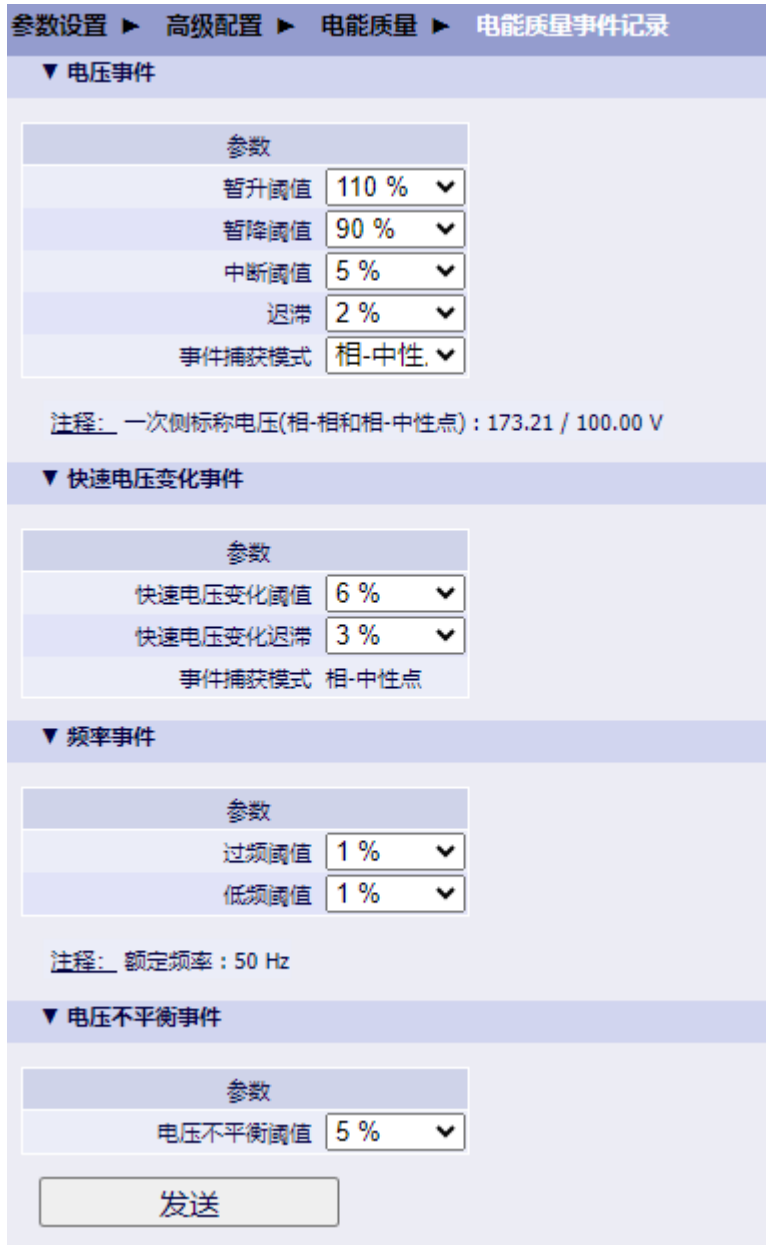 参数设置 ► 高级配置 ► 电能质量 ► 电能质量事件记录
▼ 电压事件
参数
暂升阈值 110 %
暂降阈值 90 %
中断阈值 5 %
迟滞 2 %
事件捕获模式 相-中性
注释： 一次侧标称电压(相-相和相-中性点) : 173.21 / 100.00 V
▼ 快速电压变化事件
参数
快速电压变化阈值 6 %
快速电压变化迟滞 3 %
事件捕获模式 相-中性点
▼ 频率事件
参数
过频阈值 1 %
低频阈值 1 %
注释： 额定频率 : 50 Hz
▼ 电压不平衡事件
参数
电压不平衡阈值 5 %
发送